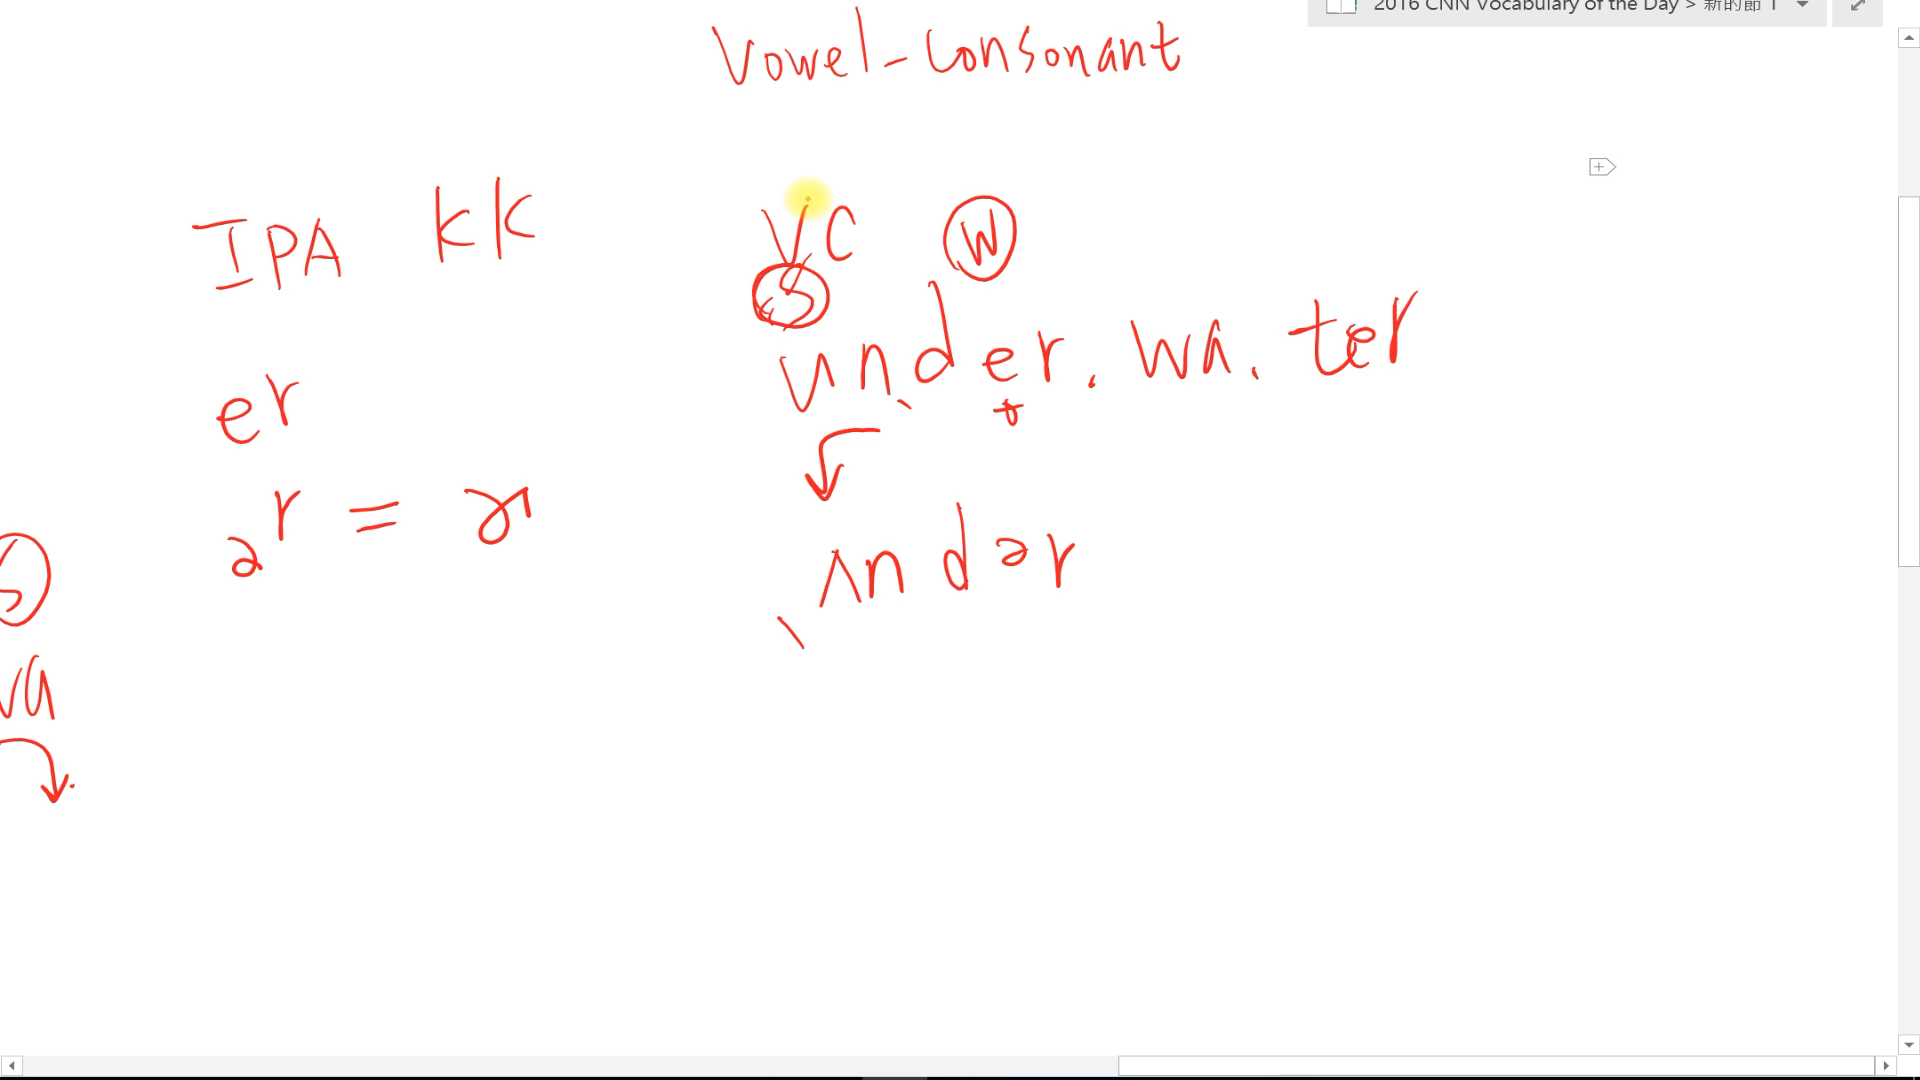 2016 CNN Vocabulary of the Day > 新的節 1
Vowel-Consonant
IPA KK
VC W
S
un.der.wa.ter
er
ər = ɚ
ˌʌndər